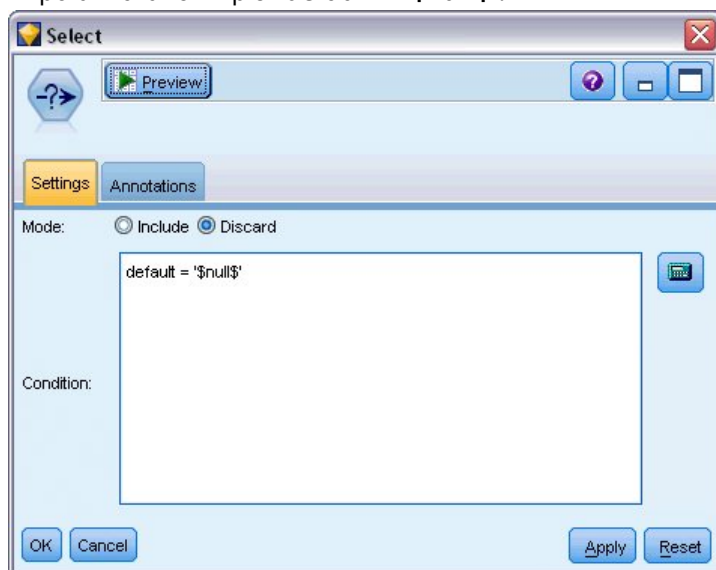 Select
Preview
Settings
Annotations
Mode:
Include
Discard
default = '$null$'
Condition:
OK
Cancel
Apply
Reset